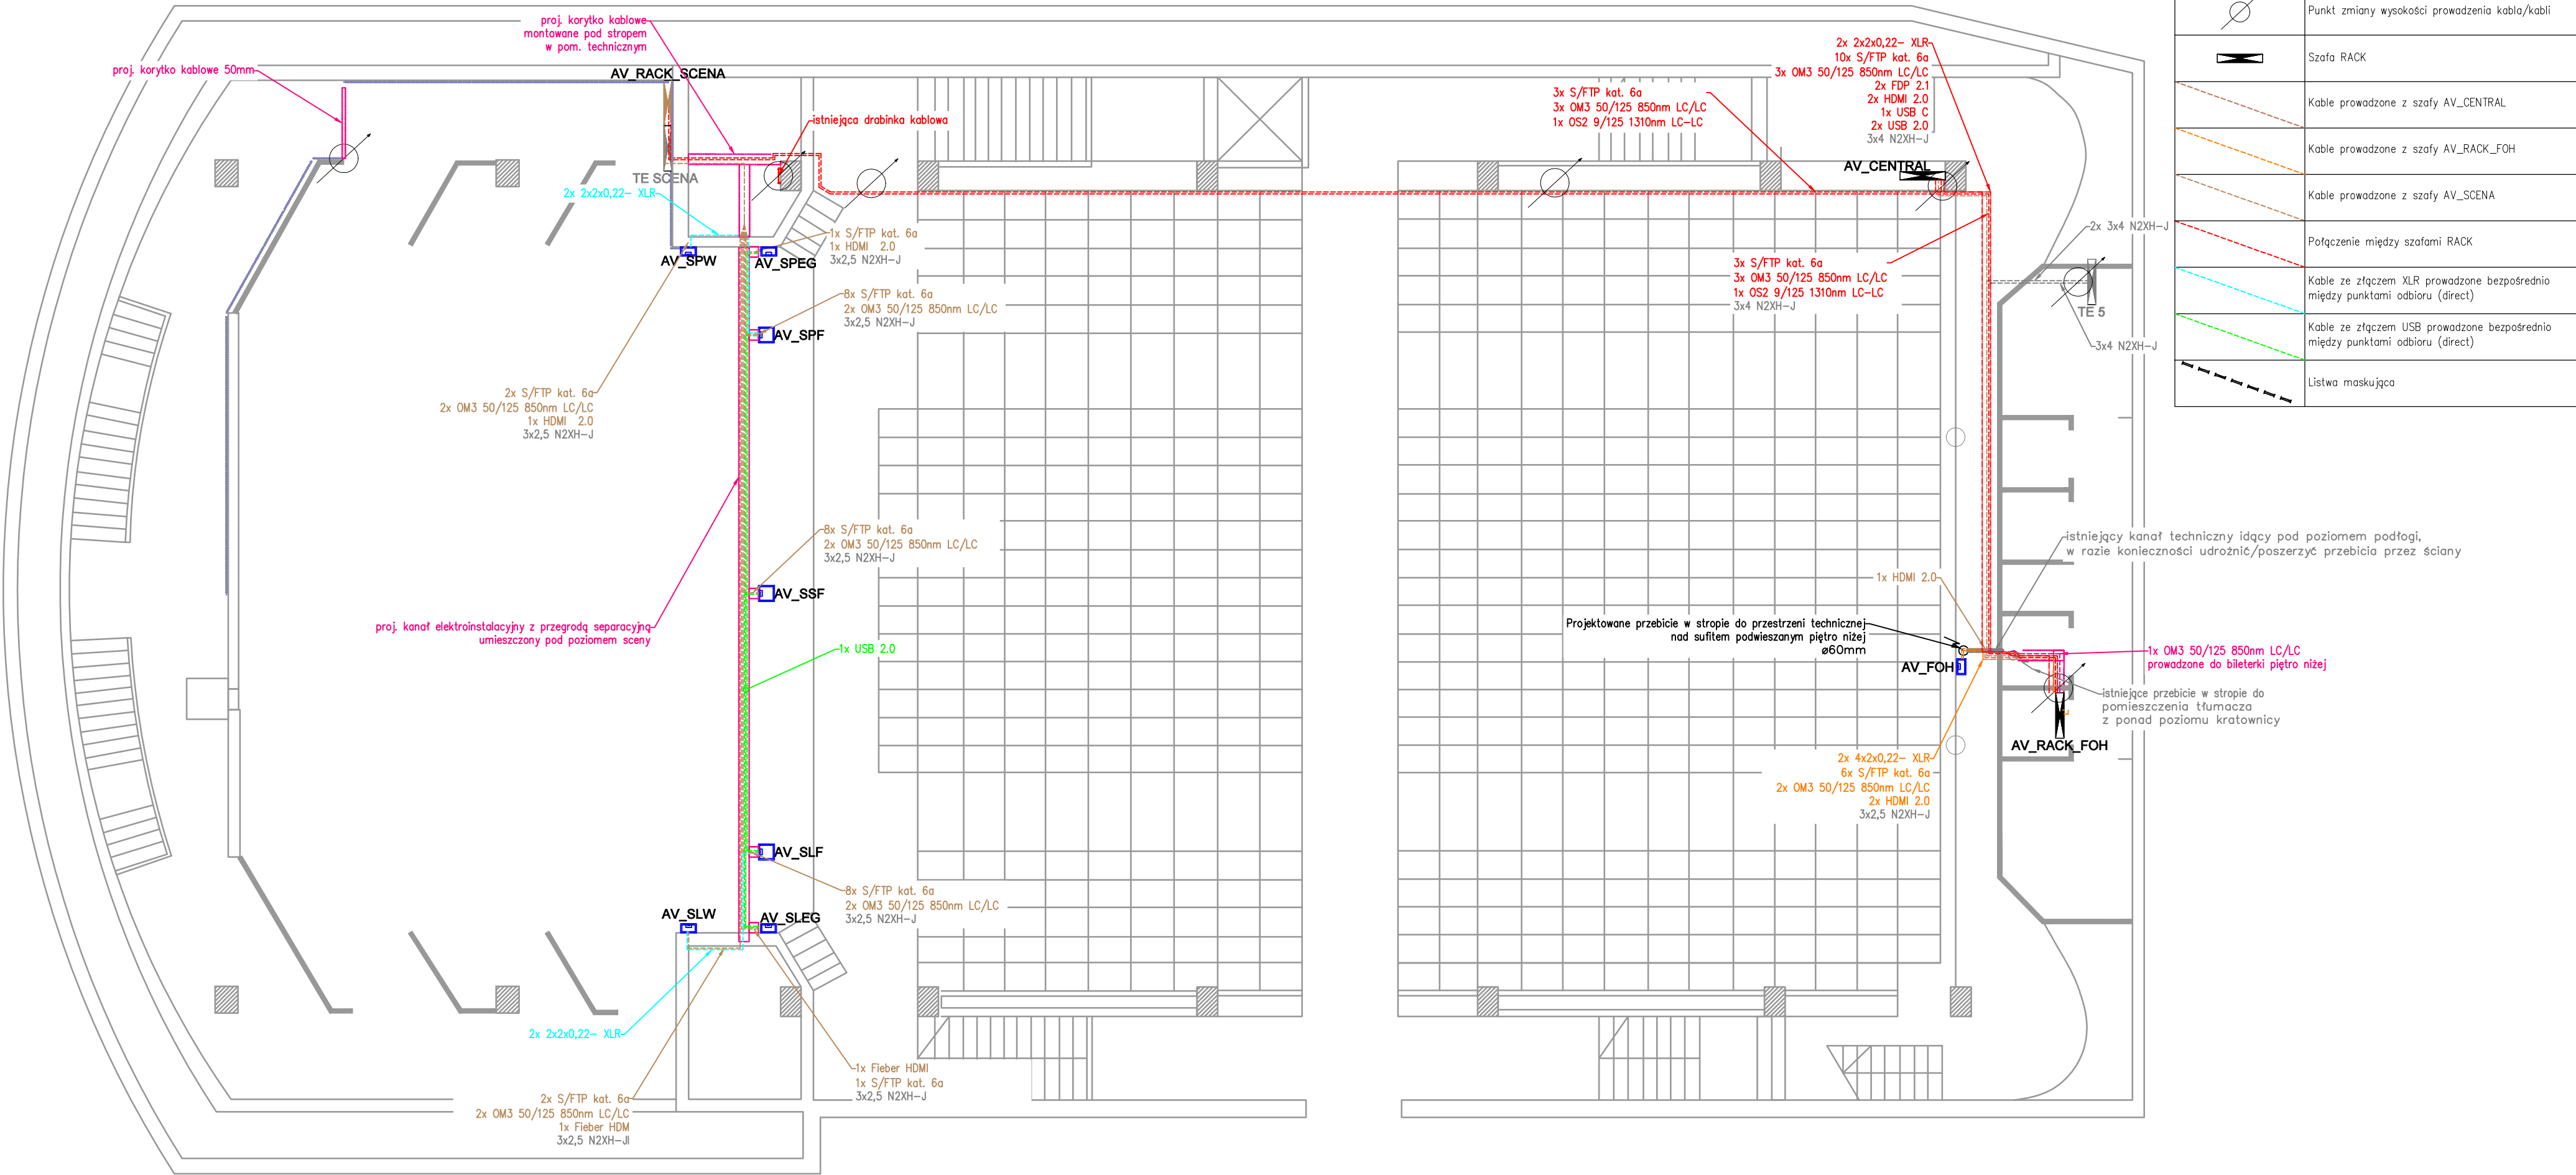 proj. korytko kablowe
montowane pod stropem
w pom. technicznym
proj. korytko kablowe 50mm
AV_RACK_SCENA
istniejąca drabinka kablowa
TE SCENA
2x 2x2x0,22- XLR
AV_SPW
AV_SPEG
1x S/FTP kat. 6a
1x HDMI  2.0
3x2,5 N2XH-J
8x S/FTP kat. 6a
2x OM3 50/125 850nm LC/LC
3x2,5 N2XH-J
AV_SPF
2x S/FTP kat. 6a
2x OM3 50/125 850nm LC/LC
1x HDMI  2.0
3x2,5 N2XH-J
8x S/FTP kat. 6a
2x OM3 50/125 850nm LC/LC
3x2,5 N2XH-J
AV_SSF
proj. kanał elektroinstalacyjny z przegrodą separacyjną
umieszczony pod poziomem sceny
1x USB 2.0
AV_SLF
8x S/FTP kat. 6a
2x OM3 50/125 850nm LC/LC
3x2,5 N2XH-J
AV_SLW
AV_SLEG
2x 2x2x0,22- XLR
1x Fieber HDMI
1x S/FTP kat. 6a
3x2,5 N2XH-J
2x S/FTP kat. 6a
2x OM3 50/125 850nm LC/LC
1x Fieber HDM
3x2,5 N2XH-JI
3x S/FTP kat. 6a
3x OM3 50/125 850nm LC/LC
1x OS2 9/125 1310nm LC-LC
2x 2x2x0,22- XLR
10x S/FTP kat. 6a
3x OM3 50/125 850nm LC/LC
2x FDP 2.1
2x HDMI 2.0
1x USB C
2x USB 2.0
3x4 N2XH-J
AV_CENTRAL
3x S/FTP kat. 6a
3x OM3 50/125 850nm LC/LC
1x OS2 9/125 1310nm LC-LC
3x4 N2XH-J
2x 3x4 N2XH-J
TE 5
3x4 N2XH-J
istniejący kanał techniczny idący pod poziomem podłogi,
w razie konieczności udrożnić/poszerzyć przebicia przez ściany
1x HDMI 2.0
Projektowane przebicie w stropie do przestrzeni technicznej
nad sufitem podwieszanym piętro niżej
ø60mm
AV_FOH
1x OM3 50/125 850nm LC/LC
prowadzone do bileterki piętro niżej
istniejące przebicie w stropie do
pomieszczenia tłumacza
z ponad poziomu kratownicy
AV_RACK_FOH
2x 4x2x0,22- XLR
6x S/FTP kat. 6a
2x OM3 50/125 850nm LC/LC
2x HDMI 2.0
3x2,5 N2XH-J
Punkt zmiany wysokości prowadzenia kabla/kabli
Szafa RACK
Kable prowadzone z szafy AV_CENTRAL
Kable prowadzone z szafy AV_RACK_FOH
Kable prowadzone z szafy AV_SCENA
Połączenie między szafami RACK
Kable ze złączem XLR prowadzone bezpośrednio
między punktami odbioru (direct)
Kable ze złączem USB prowadzone bezpośrednio
między punktami odbioru (direct)
Listwa maskująca